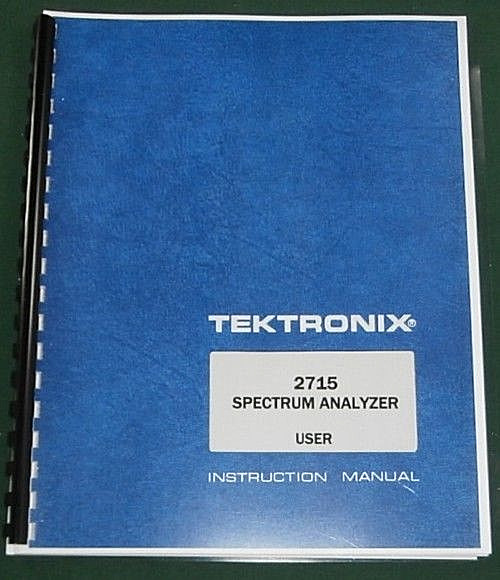 TEKTRONIX®
2715
SPECTRUM ANALYZER
USER
INSTRUCTION MANUAL